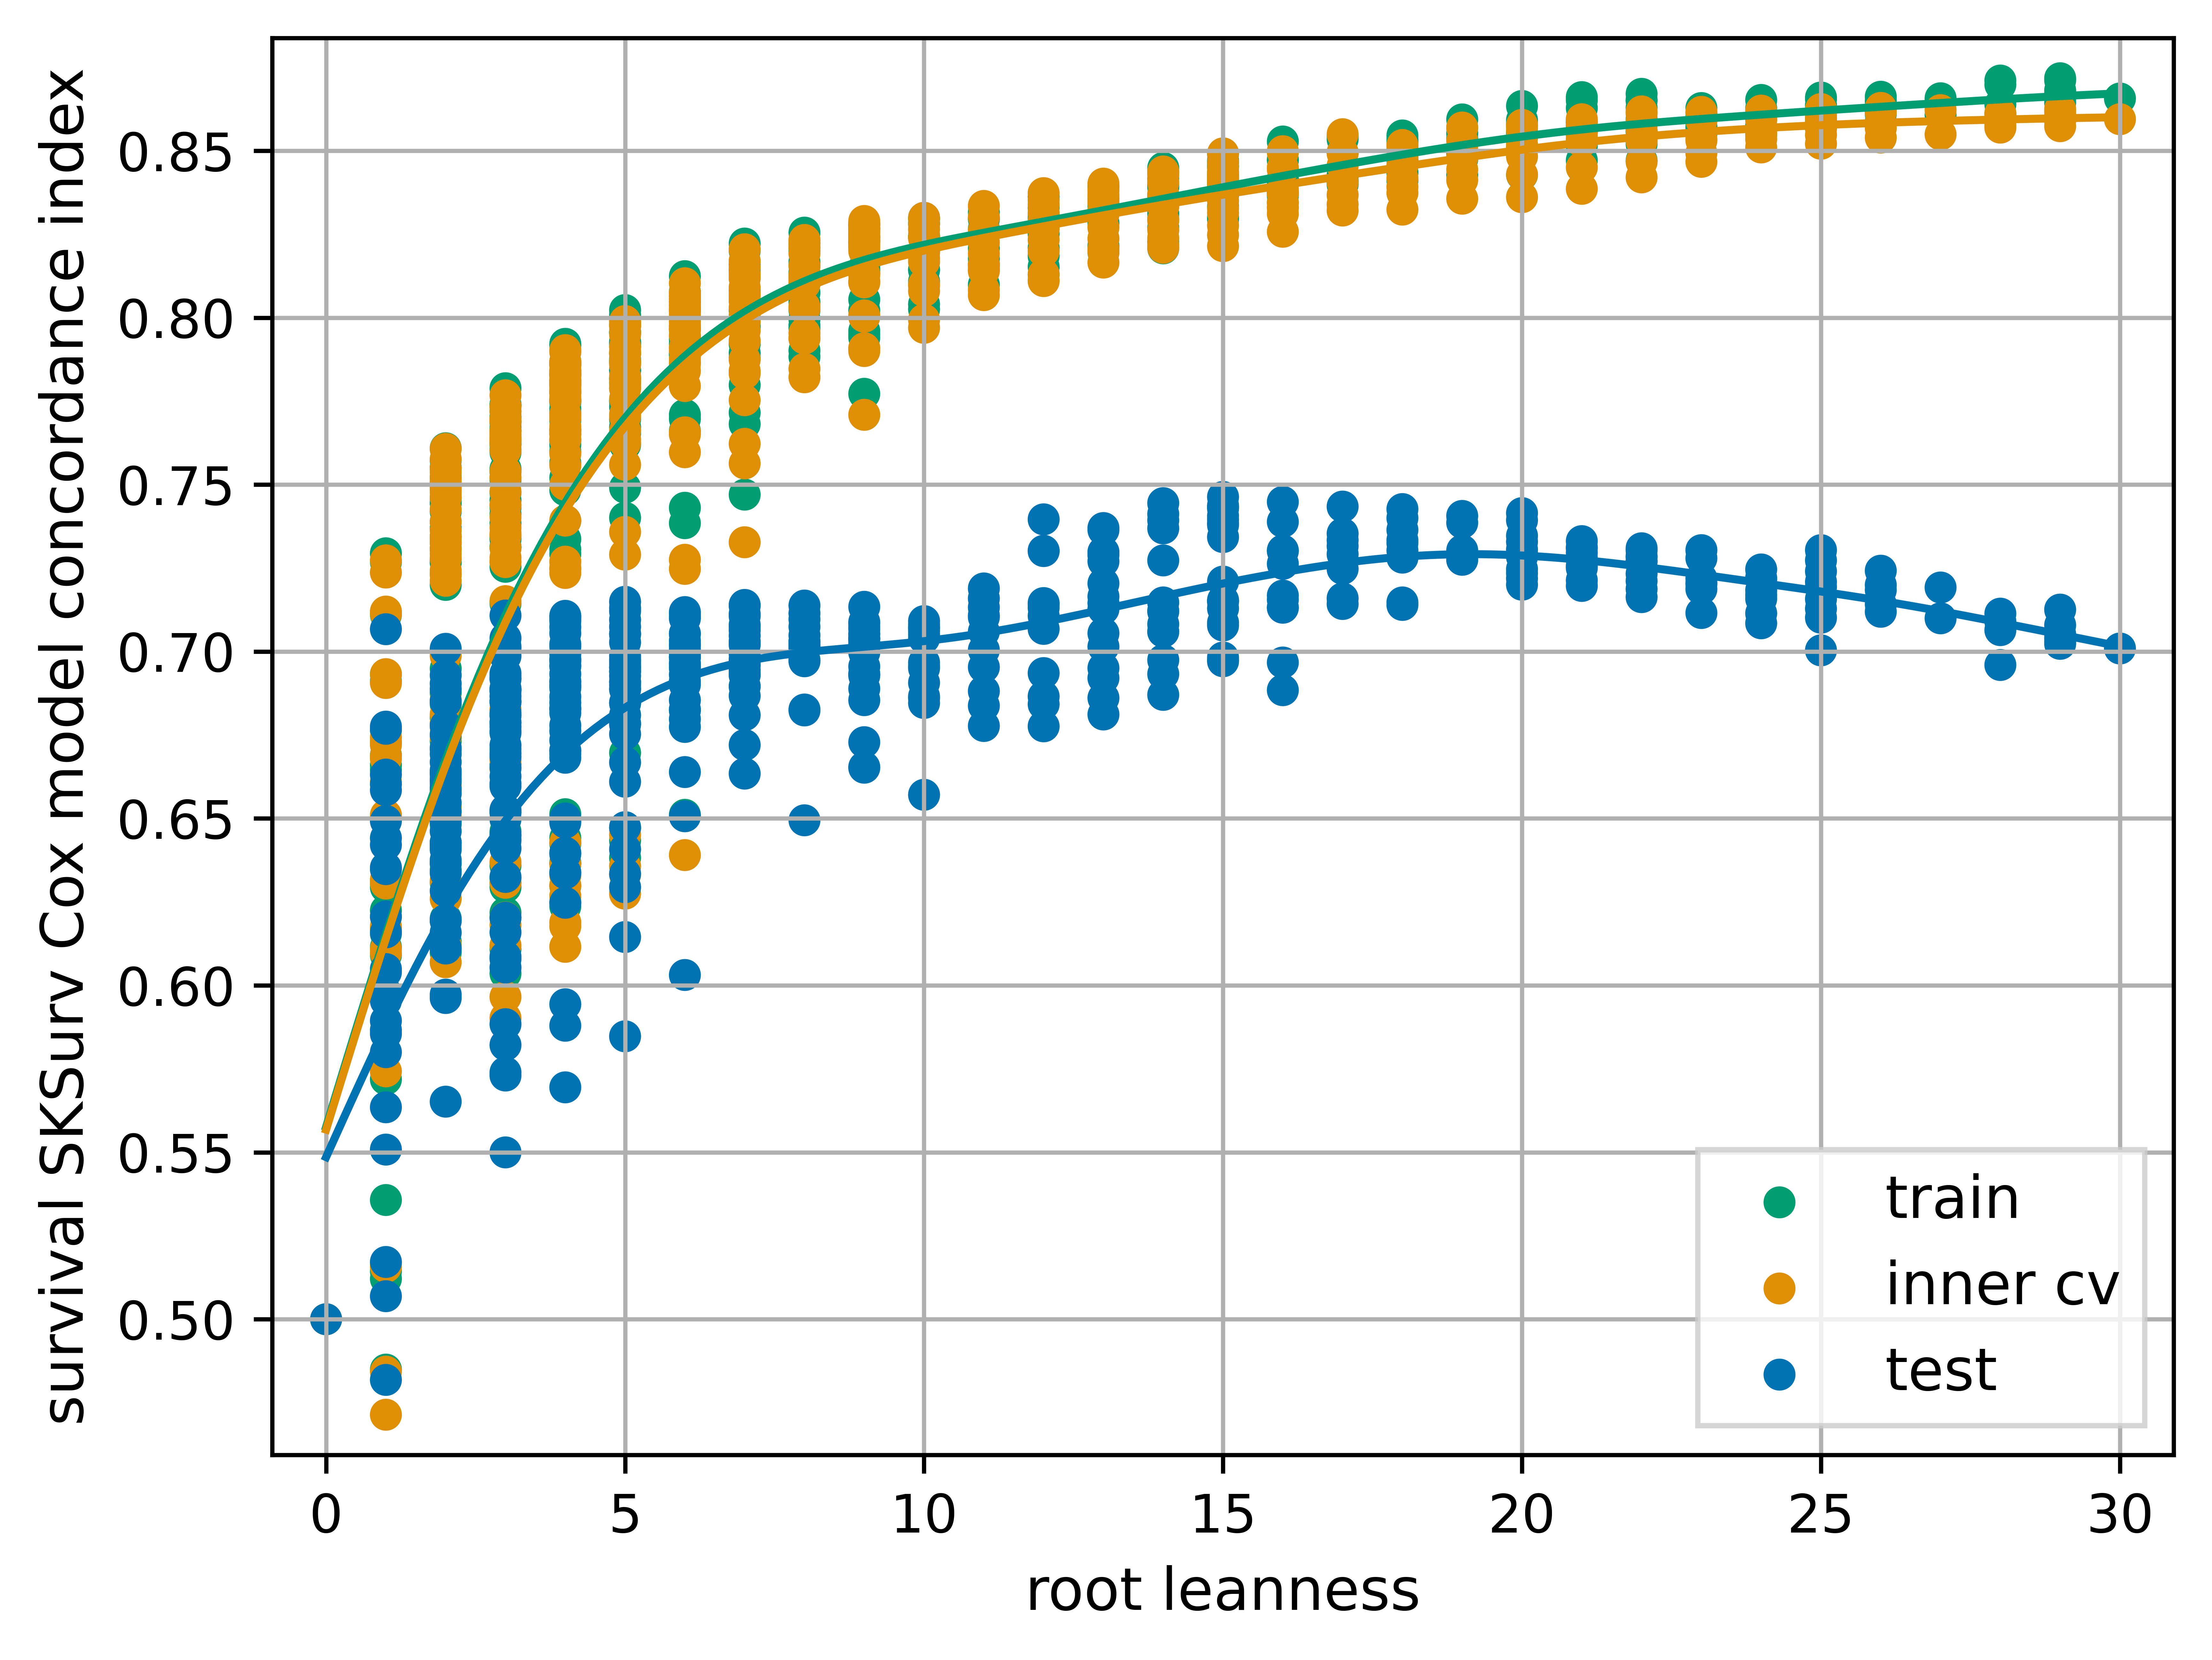 survival SKSurv Cox model concordance index
0.85
0.80
0.75
0.70
0.65
0.60
0.55
0.50
train
inner cv
test
0 5 10 15 20 25 30
root leanness